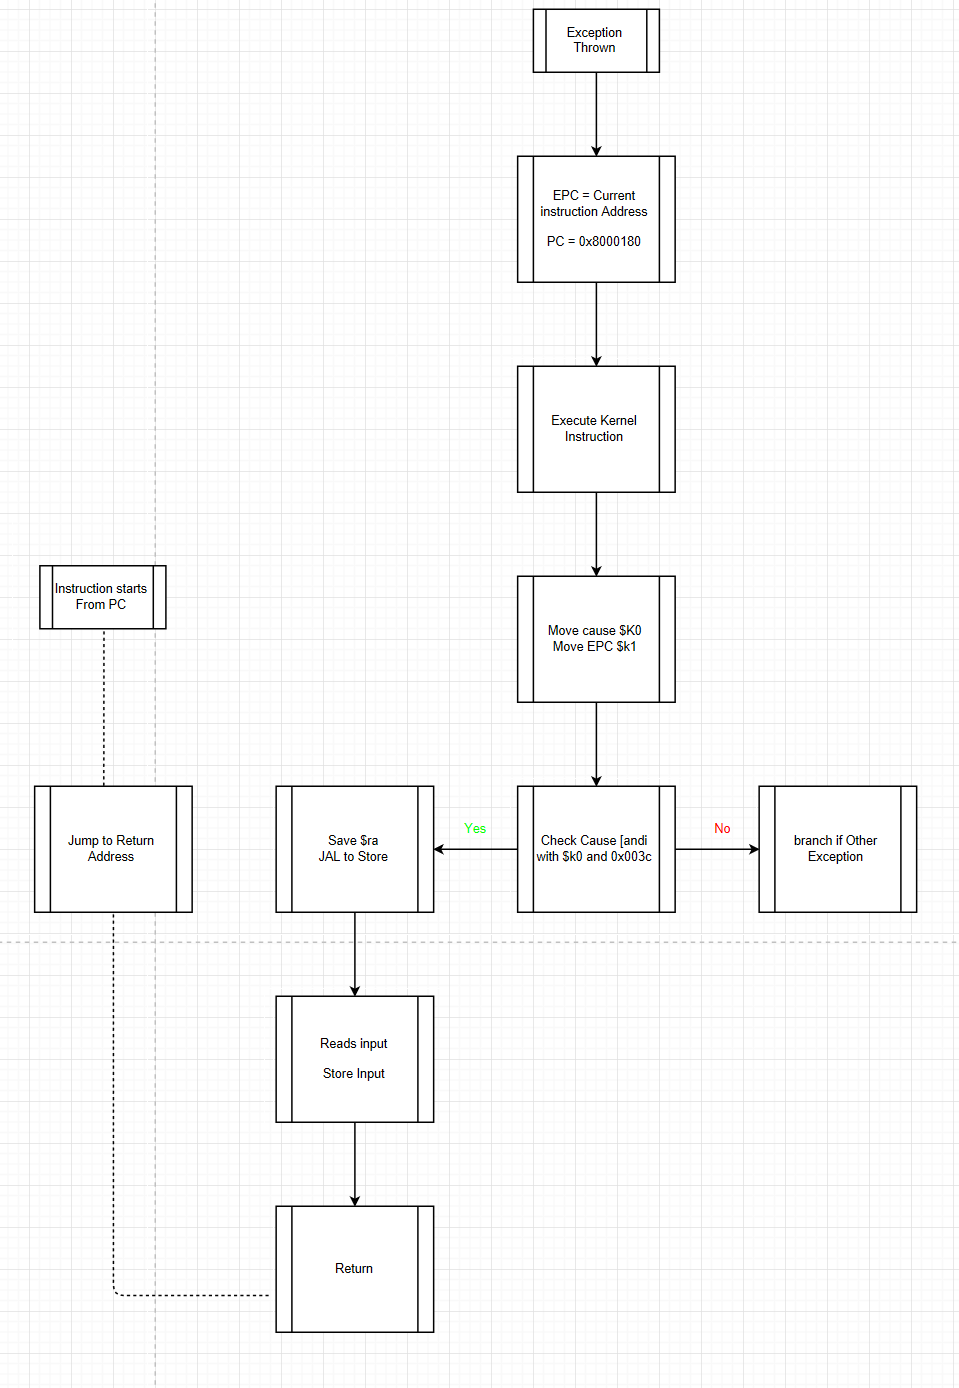 Exception
Thrown
EPC = Current
instruction Address
PC = 0x8000180
Execute Kernel
Instruction
Instruction starts
From PC
Move cause $K0
Move EPC $k1
Jump to Return
Address
Save $ra
JAL to Store
Yes
Check Cause [andi
with $k0 and 0x003c
No
branch if Other
Exception
Reads input
Store Input
Return